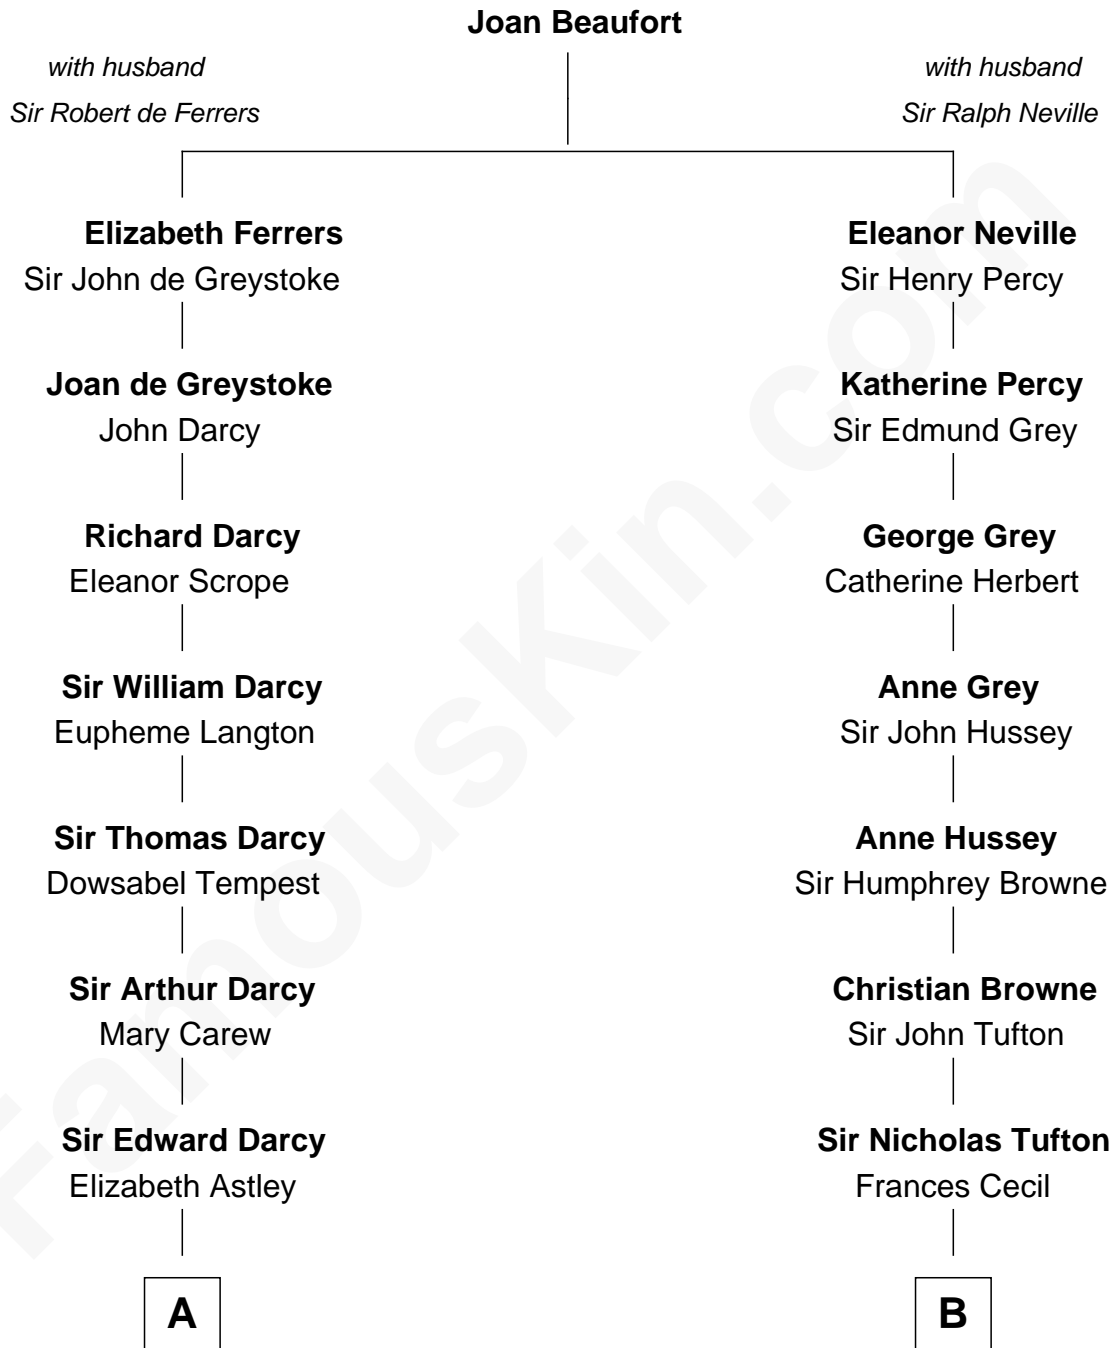 Joan Beaufort
with husband
Sir Robert de Ferrers
with husband
Sir Ralph Neville
Elizabeth Ferrers
Sir John de Greystoke
Eleanor Neville
Sir Henry Percy
Joan de Greystoke
John Darcy
Katherine Percy
Sir Edmund Grey
Richard Darcy
Eleanor Scrope
George Grey
Catherine Herbert
Sir William Darcy
Eupheme Langton
Anne Grey
Sir John Hussey
Sir Thomas Darcy
Dowsabel Tempest
Anne Hussey
Sir Humphrey Browne
Sir Arthur Darcy
Mary Carew
Christian Browne
Sir John Tufton
Sir Edward Darcy
Elizabeth Astley
Sir Nicholas Tufton
Frances Cecil
A
B
FamousKin.com